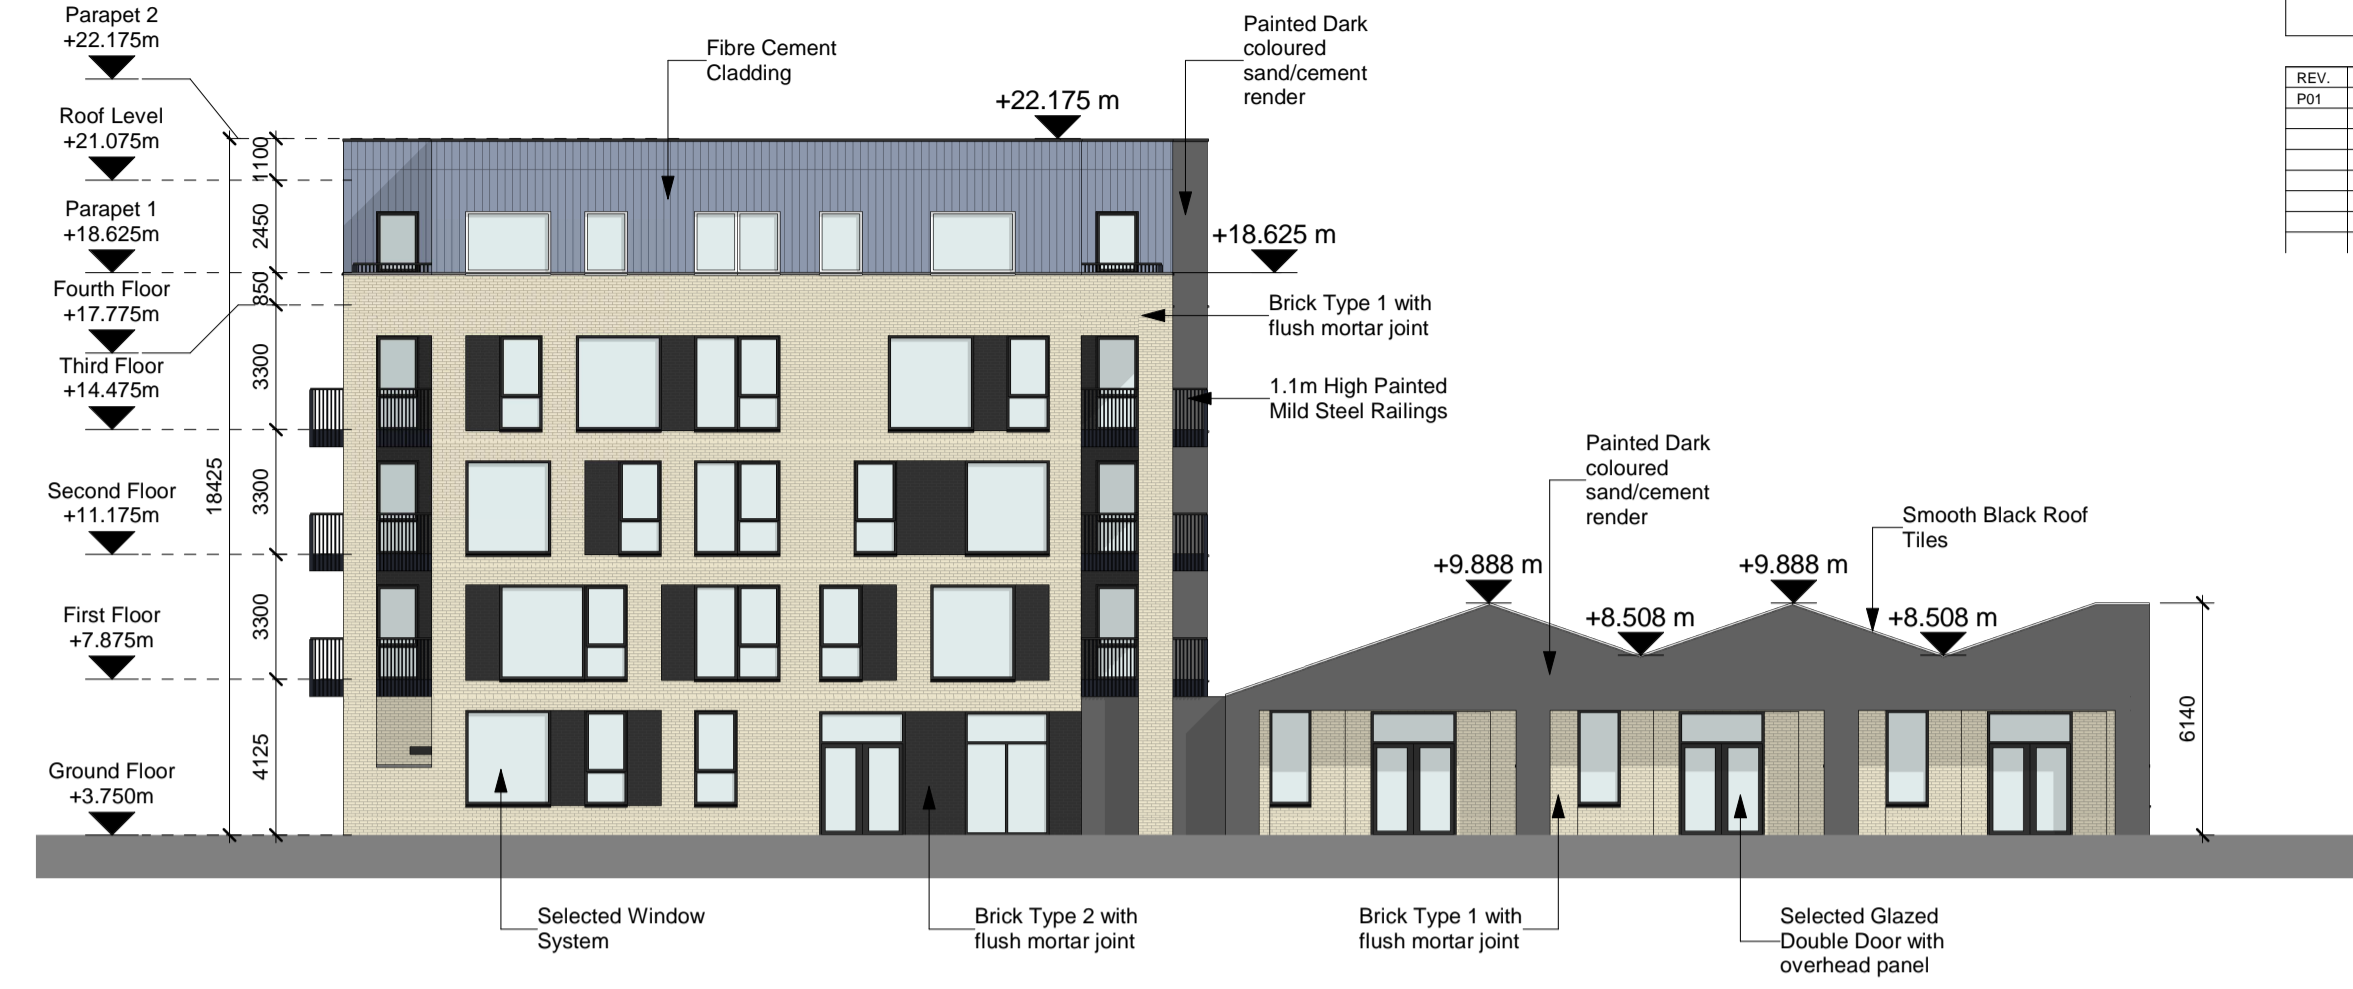 Parapet 2
+22.175m
Roof Level
+21.075m
Parapet 1
+18.625m
Fourth Floor
+17.775m
Third Floor
+14.475m
Second Floor
+11.175m
First Floor
+7.875m
Ground Floor
+3.750m
18425
1100
2450
850
3300
3300
3300
4125
Fibre Cement
Cladding
+22.175 m
Painted Dark
coloured
sand/cement
render
+18.625 m
Brick Type 1 with
flush mortar joint
1.1m High Painted
Mild Steel Railings
Painted Dark
coloured
sand/cement
render
Smooth Black Roof
Tiles
+9.888 m
+8.508 m
+9.888 m
+8.508 m
6140
Selected Window
System
Brick Type 2 with
flush mortar joint
Brick Type 1 with
flush mortar joint
Selected Glazed
Double Door with
overhead panel
REV.
P01